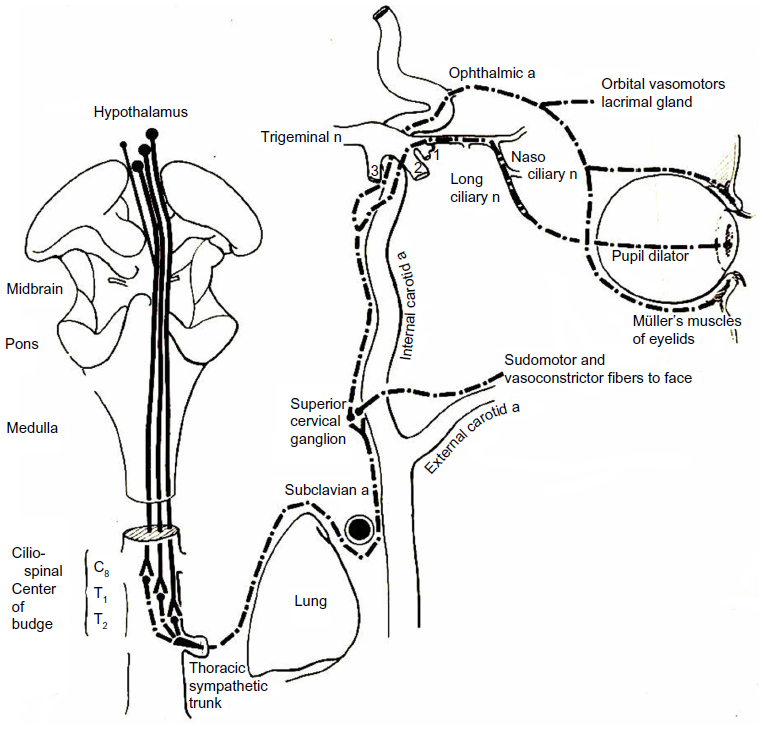 Ophthalmic a
Orbital vasomotors
lacrimal gland
Hypothalamus
Trigeminal n
1
2
3
Naso
ciliary n
Long
ciliary n
Pupil dilator
Internal carotid a
Midbrain
Müller's muscles
of eyelids
Pons
Sudomotor and
vasoconstrictor fibers to face
Superior
cervical
ganglion
External carotid a
Medulla
Subclavian a
Cilio-
spinal
Center
of
budge
C8
T1
T2
Lung
Thoracic
sympathetic
trunk